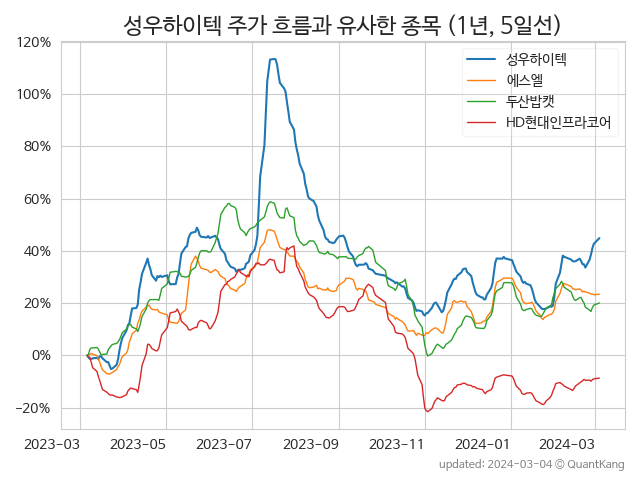 성우하이텍 주가 흐름과 유사한 종목 (1년, 5일선)
성우하이텍
에스엘
두산밥캣
HD현대인프라코어
120%
100%
80%
60%
40%
20%
0%
−20%
2023-03 2023-05 2023-07 2023-09 2023-11 2024-01 2024-03
updated: 2024-03-04 © QuantKang